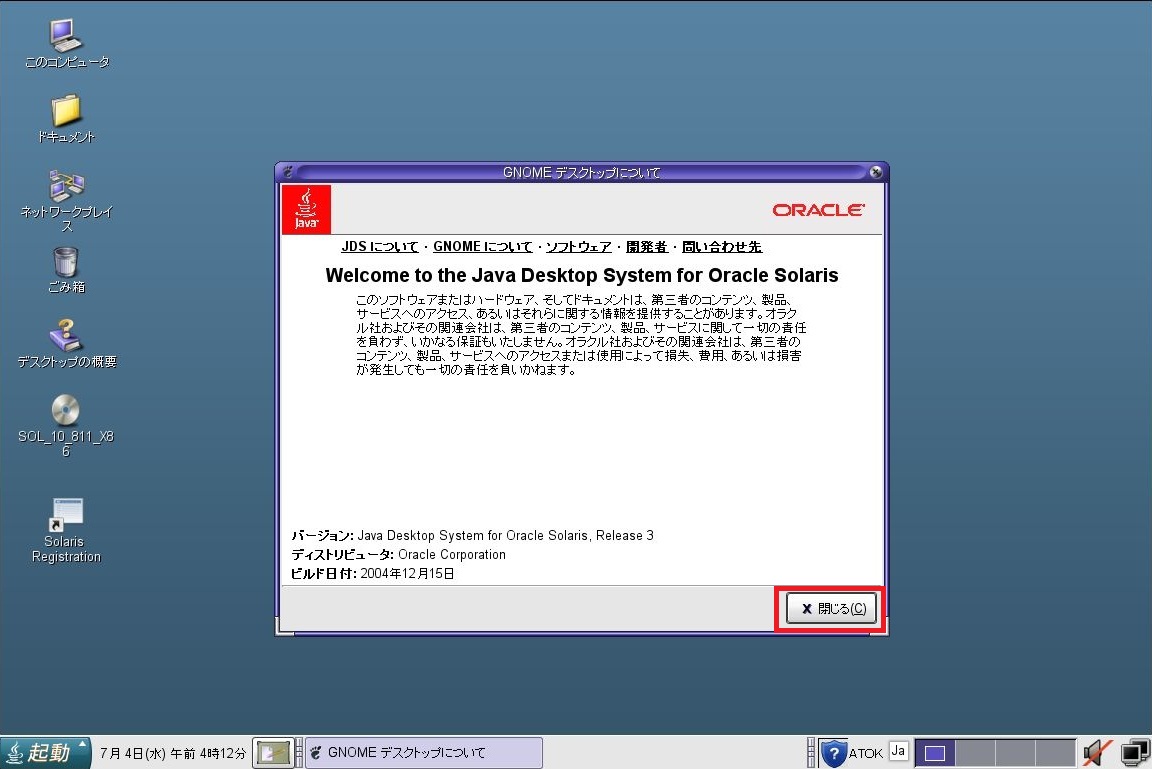 このコンピュータ
ドキュメント
ネットワークプレイ
ス
ごみ箱
デスクトップの概要
SOL_10_811_X8
6
Solaris
Registration
GNOME デスクトップについて
Java
ORACLE
JDS について・GNOME について・ソフトウェア・開発者・問い合わせ先
Welcome to the Java Desktop System for Oracle Solaris
このソフトウェアまたはハードウェア、そしてドキュメントは、第三者のコンテンツ、製品、
サービスへのアクセス、あるいはそれらに関する情報を提供することがあります。オラク
ル社およびその関連会社は、第三者のコンテンツ、製品、サービスに関して一切の責任
を負わず、いかなる保証もいたしません。オラクル社およびその関連会社は、第三者の
コンテンツ、製品、サービスへのアクセスまたは使用によって損失、費用、あるいは損害
が発生しても一切の責任を負いかねます。
バージョン: Java Desktop System for Oracle Solaris, Release 3
ディストリビュータ: Oracle Corporation
ビルド日付: 2004年12月15日
閉じる(C)
起動
7月 4日(水) 午前 4時12分
GNOME デスクトップについて
ATOK
Ja